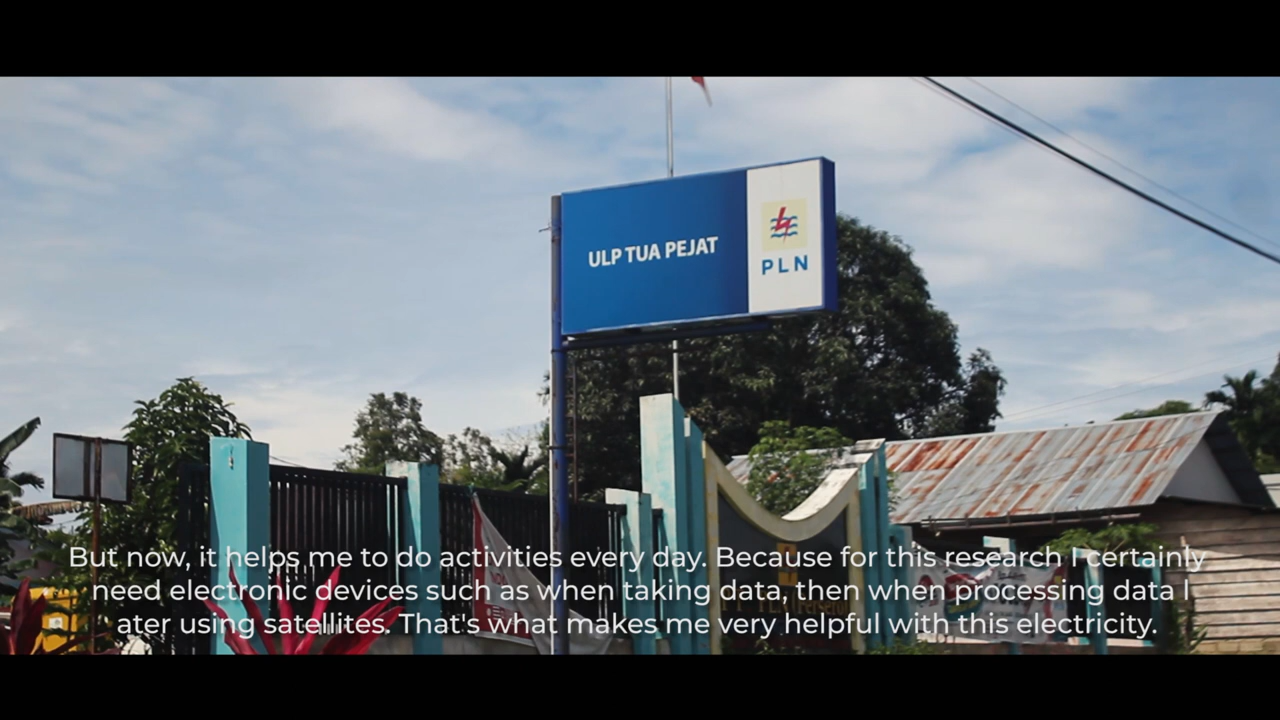 ULP TUA PEJAT
PLN
But now, it helps me to do activities every day. Because for this research I certainly
need electronic devices such as when taking data, then when processing data l
ater using satellites. That's what makes me very helpful with this electricity.